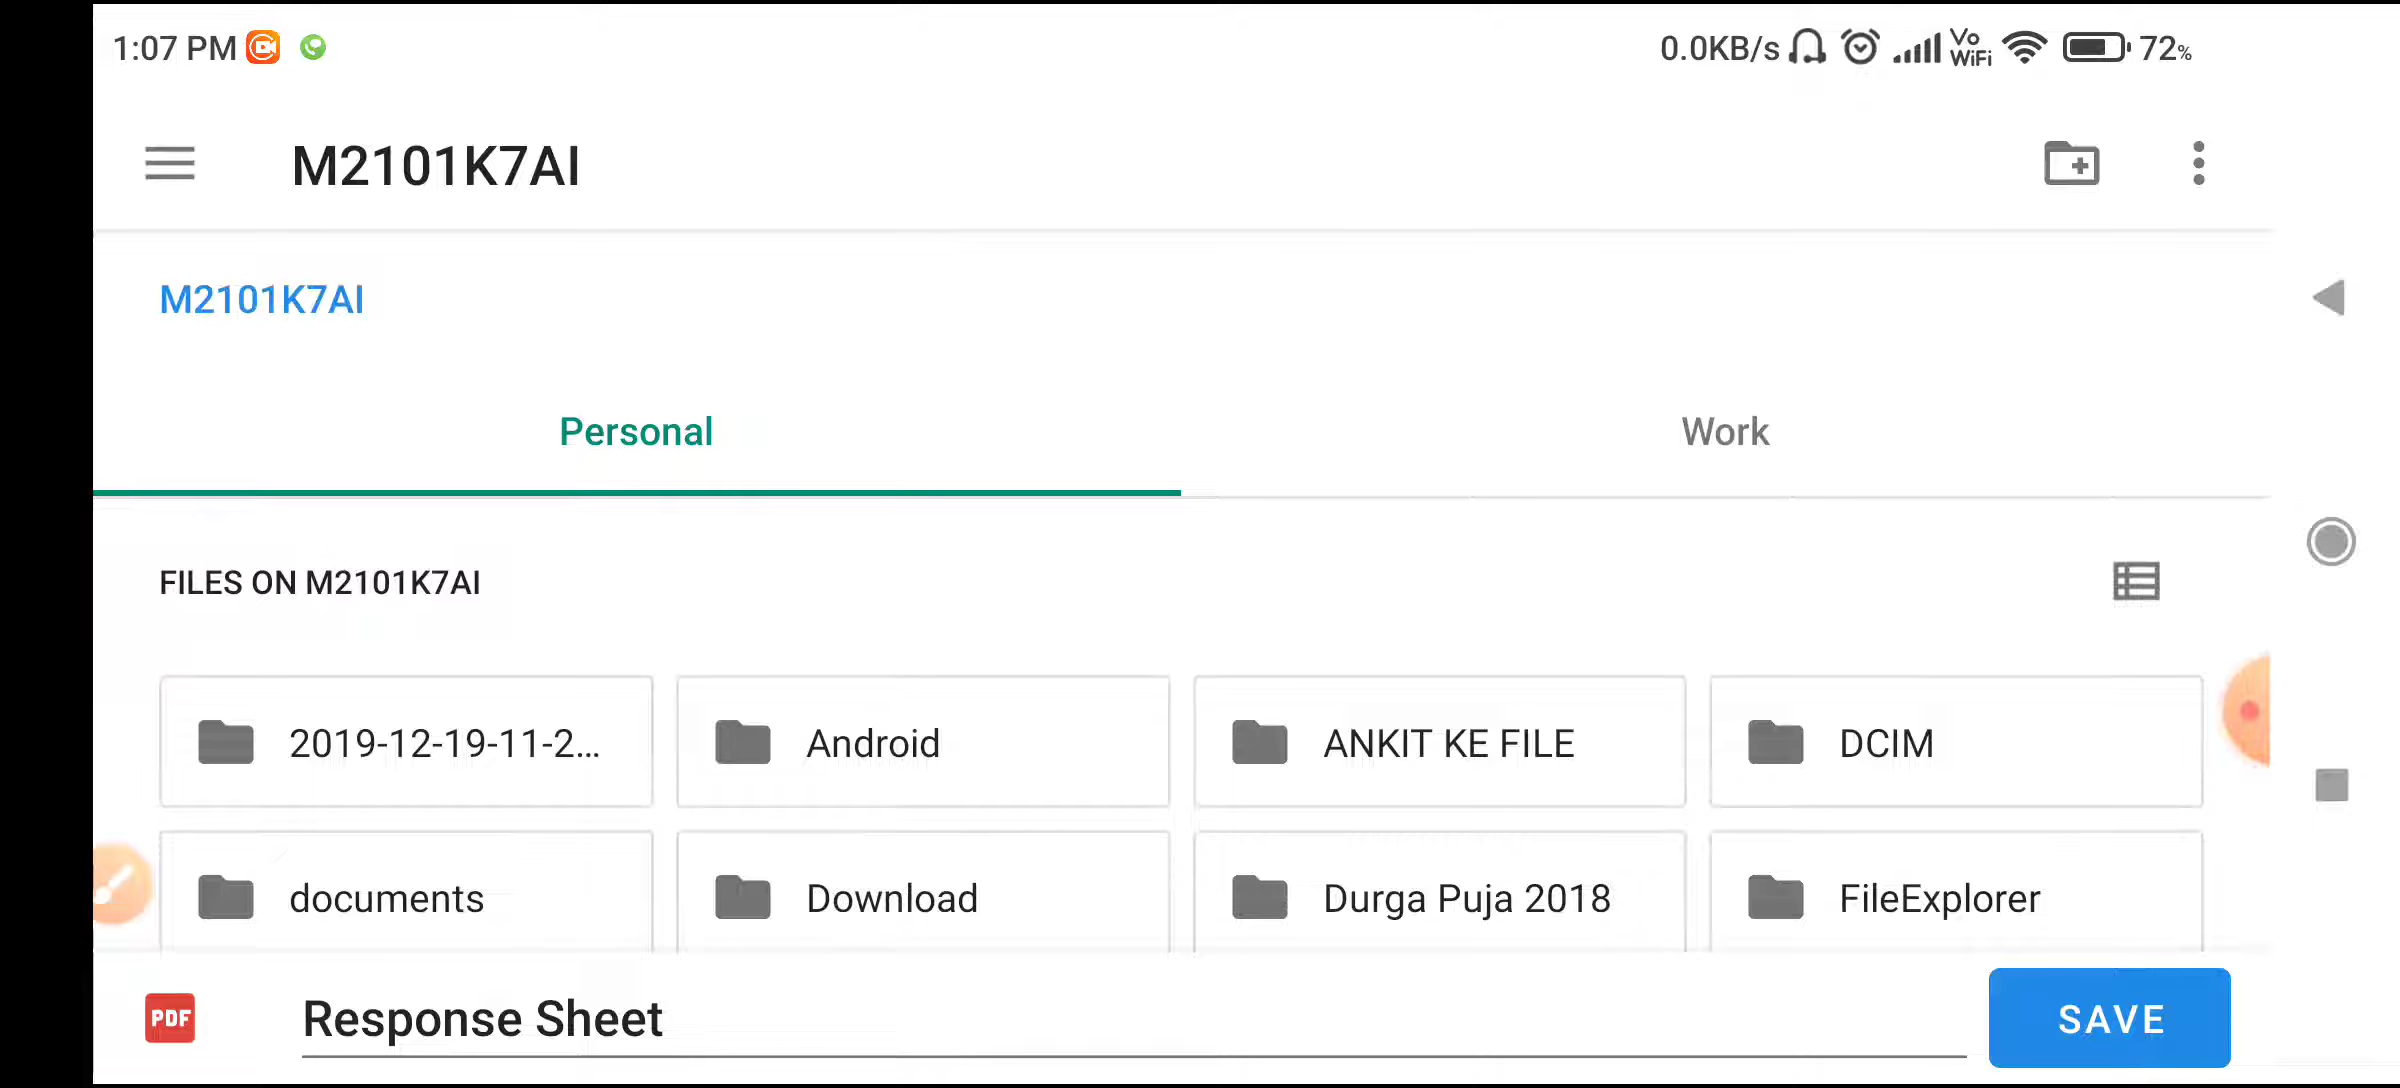 1:07 PM 0.0KB/s Vo WiFi 72%
M2101K7AI
M2101K7AI
Personal Work
FILES ON M2101K7AI
2019-12-19-11-2... Android ANKIT KE FILE DCIM
documents Download Durga Puja 2018 FileExplorer
PDF Response Sheet SAVE